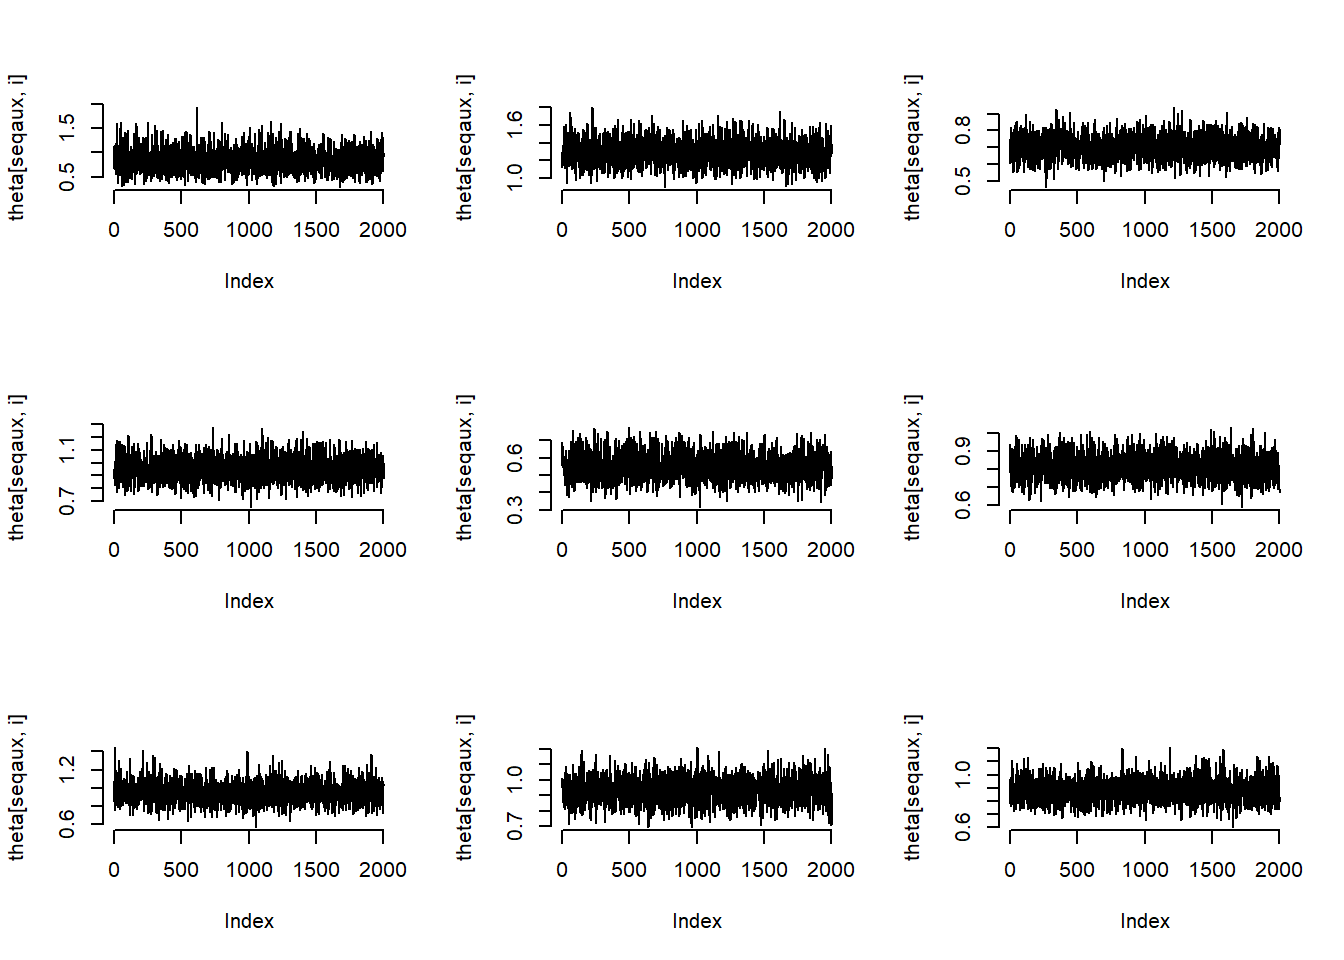 theta[seqaux, i]
0.5 1.5
0 500 1000 1500 2000
Index
theta[seqaux, i]
1.0 1.6
0 500 1000 1500 2000
Index
theta[seqaux, i]
0.5 0.8
0 500 1000 1500 2000
Index
theta[seqaux, i]
0.7 1.1
0 500 1000 1500 2000
Index
theta[seqaux, i]
0.3 0.6
0 500 1000 1500 2000
Index
theta[seqaux, i]
0.6 0.9
0 500 1000 1500 2000
Index
theta[seqaux, i]
0.6 1.2
0 500 1000 1500 2000
Index
theta[seqaux, i]
0.7 1.0
0 500 1000 1500 2000
Index
theta[seqaux, i]
0.6 1.0
0 500 1000 1500 2000
Index